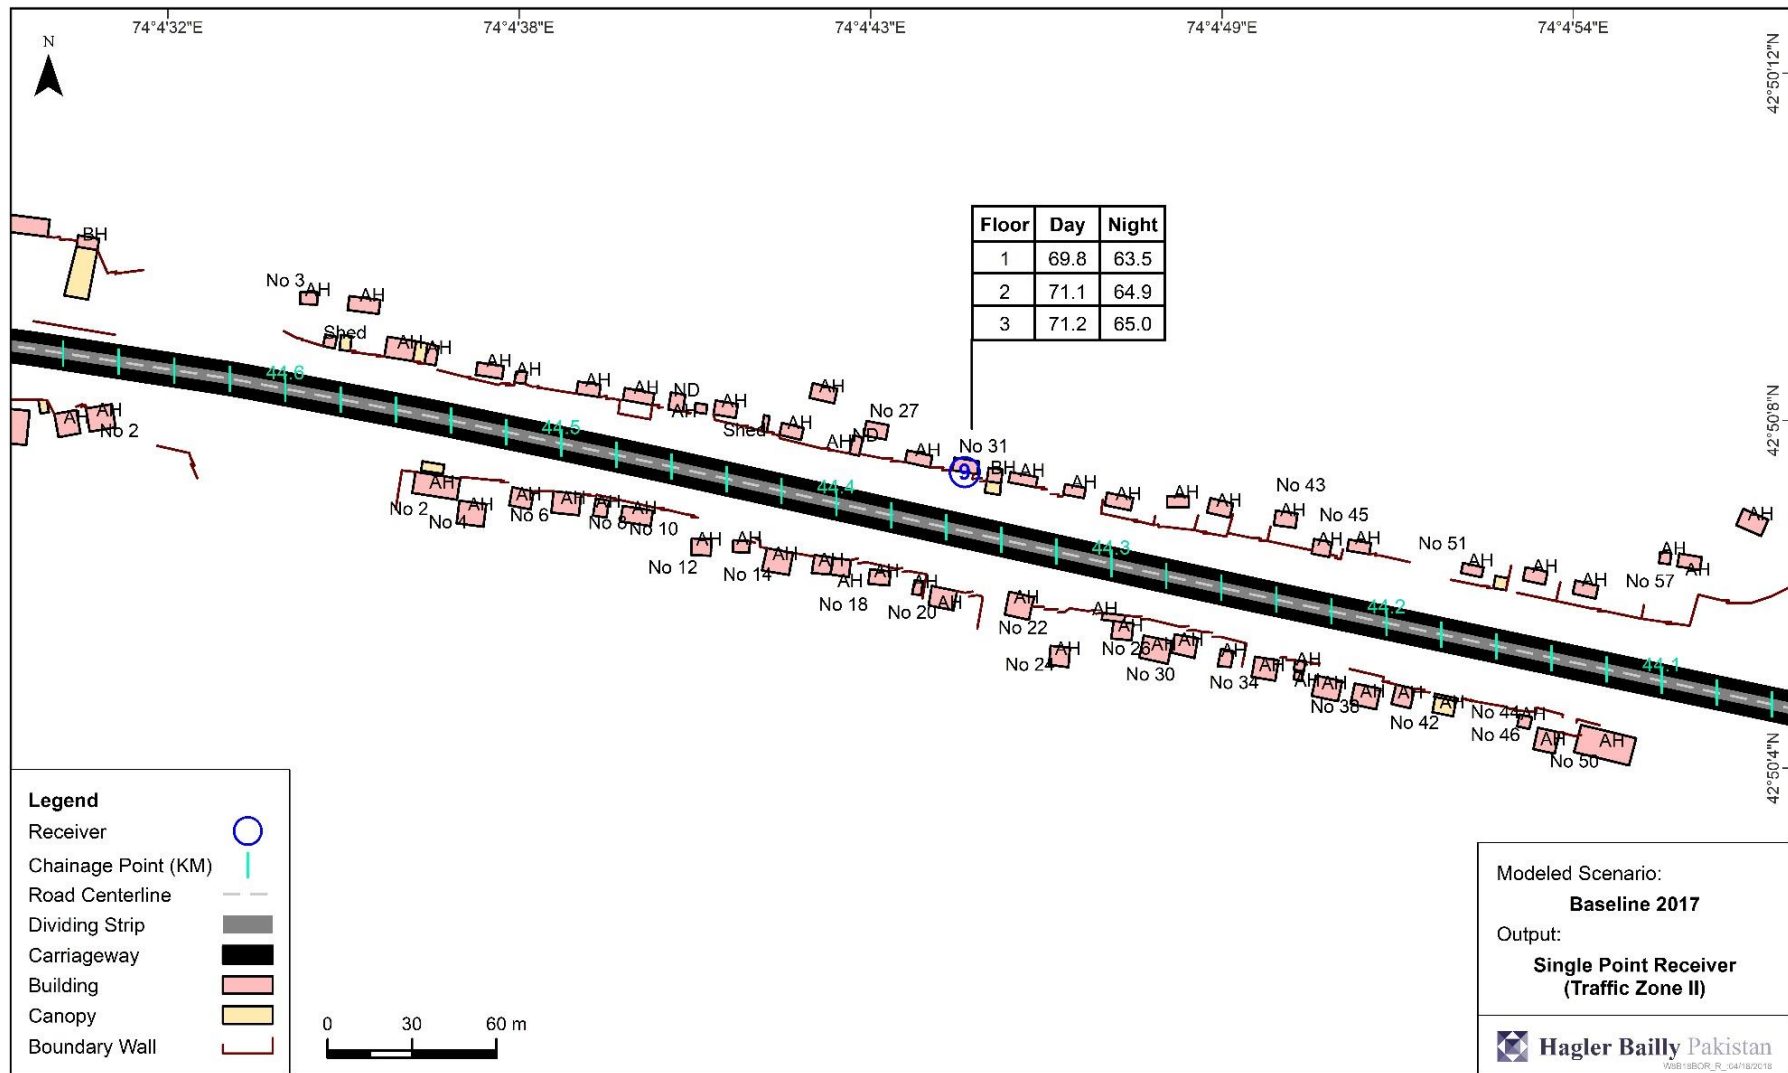 74°4'32"E 74°4'38"E 74°4'43"E 74°4'49"E 74°4'54"E
N
42°50'12"N
Floor Day Night
1 69.8 63.5
2 71.1 64.9
3 71.2 65.0
BH
No 3
AH
AH
Shed
AH
AH
AH
AH
AH
AH
ND
AH
AH
Shed
AH
No 27
AH
ND
AH
No 31
9
BH
AH
AH
AH
AH
AH
No 43
AH
No 45
AH
AH
No 51
AH
AH
AH
No 57
AH
AH
AH
42°50'8"N
44.6
44.5
44.4
44.3
44.2
44.1
AH
AH
No 2
AH
No 2
No 4
AH
AH
No 6
AH
AH
No 8
AH
No 10
AH
No 12
AH
No 14
AH
AH
AH
AH
No 18
AH
No 20
AH
AH
No 22
AH
No 24
AH
AH
No 26
AH
No 30
AH
AH
No 34
AH
AH
AH
AH
No 38
AH
AH
No 42
AH
No 44
AH
No 46
AH
No 50
AH
42°50'4"N
Legend
Receiver
Chainage Point (KM)
Road Centerline
Dividing Strip
Carriageway
Building
Canopy
Boundary Wall
0 30 60 m
Modeled Scenario:
Baseline 2017
Output:
Single Point Receiver
(Traffic Zone II)
Hagler Bailly Pakistan